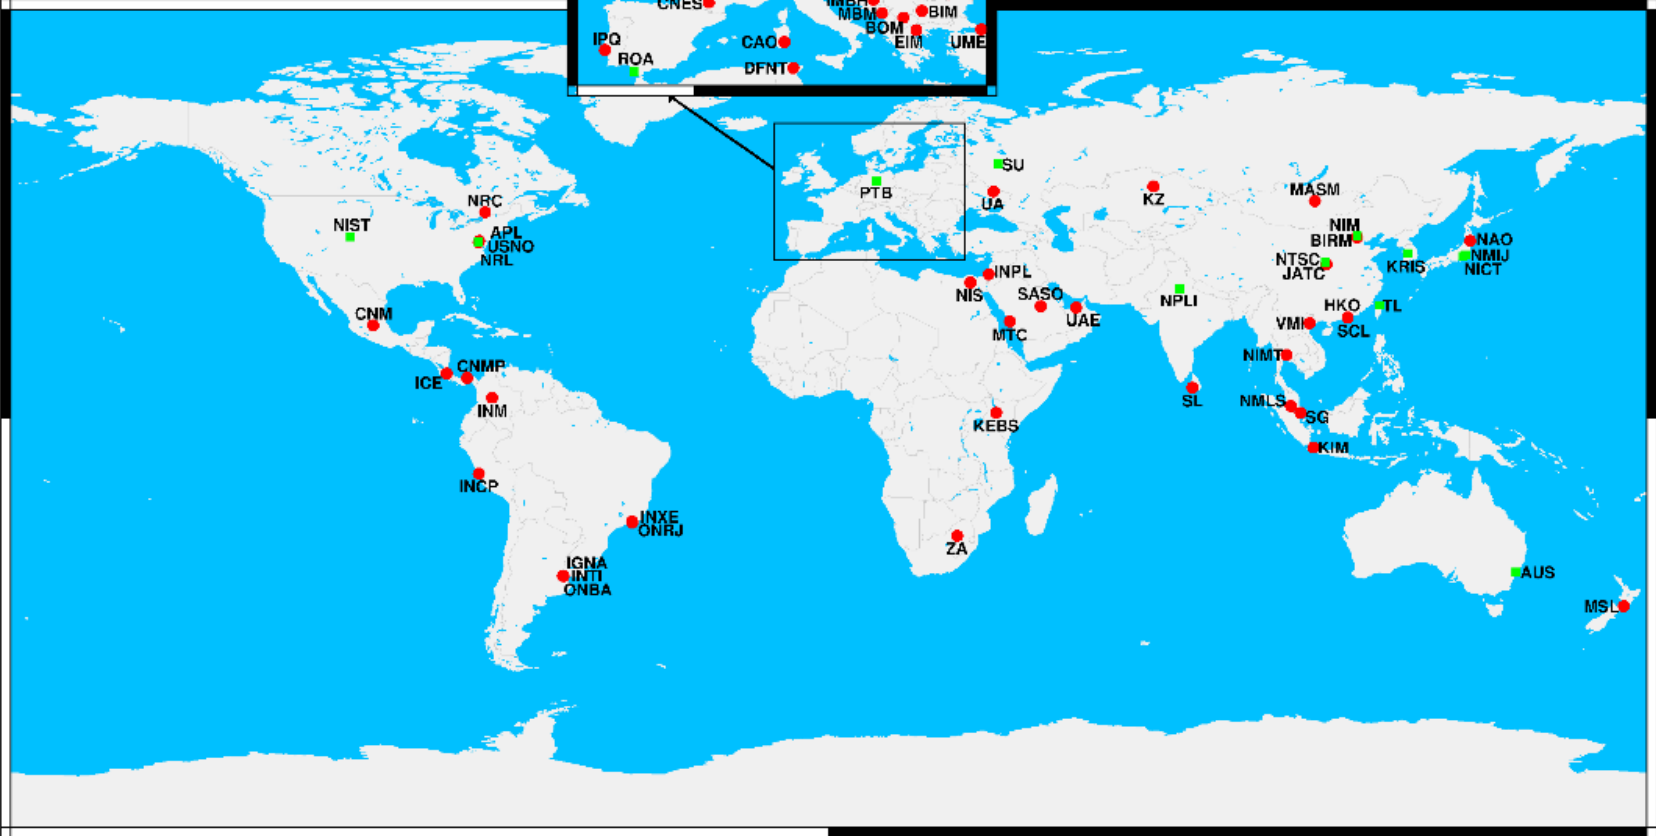 CNES
IMBH
MBM
BIM
BOM
IPQ
CAO
EIM
UME
ROA
DFNT
SU
PTB
MASM
NRC
UA
KZ
NIST
APL
NIM
USNO
BIRM
NAO
NRL
NTSC
KRIS
NMIJ
INPL
JATC
NICT
NIS
SASO
NPLI
CNM
HKO
TL
MTC
UAE
VMI
SCL
NIMT
CNMP
ICE
INM
SL
NMLS
SG
KEBS
KIM
INCP
INXE
ONRJ
ZA
IGNA
INTI
AUS
ONBA
MSL